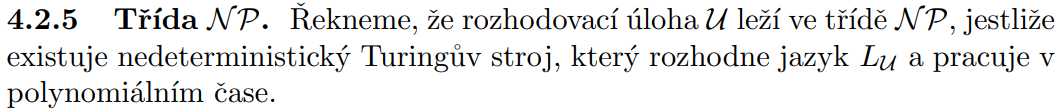 4.2.5 Třída 𝒩𝒫. Řekneme, že rozhodovací úloha 𝒰 leží ve třídě 𝒩𝒫, jestliže
existuje nedeterministický Turingův stroj, který rozhodne jazyk L𝒰 a pracuje v
polynomiálním čase.